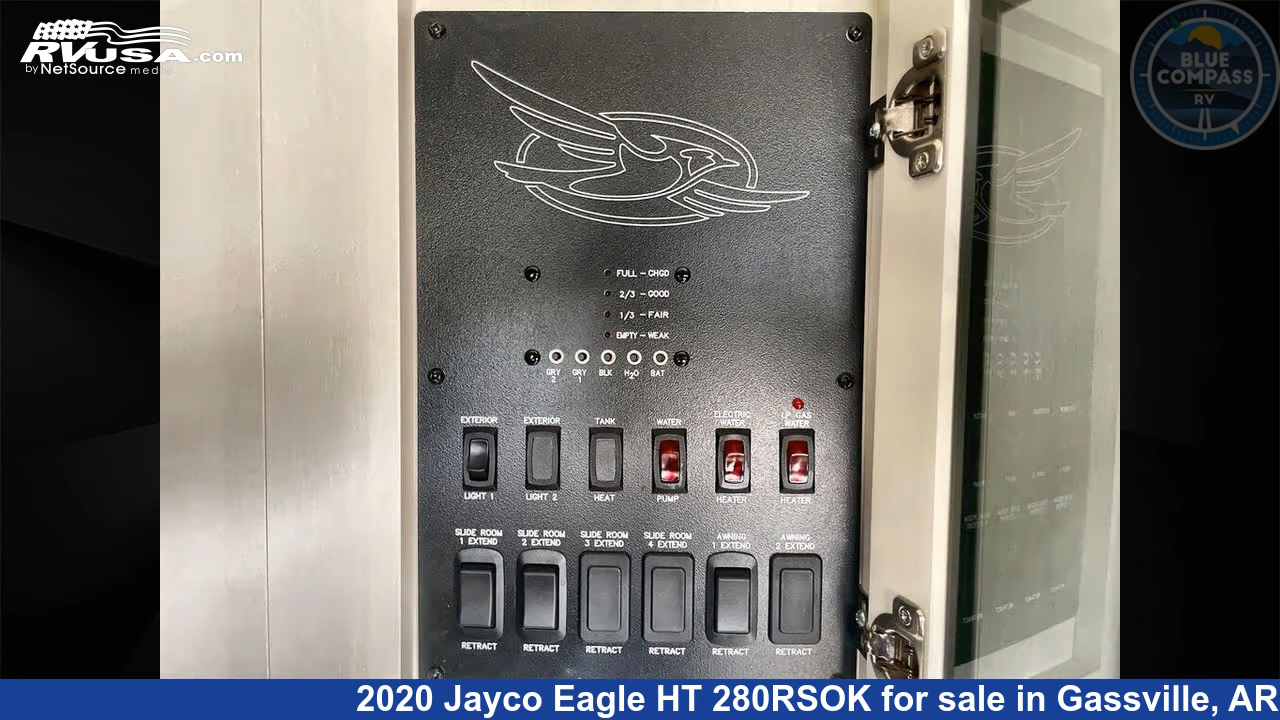 RVUSA.com
by NetSource media
BLUE
COMPASS
RV
FULL - CHGD
2/3 - GOOD
1/3 - FAIR
EMPTY - WEAK
GRY 2 GRY 1 BLK H2O BAT
EXTERIOR LIGHT 1
EXTERIOR LIGHT 2
TANK HEAT
WATER PUMP
ELECTRIC WATER HEATER
LP GAS WATER HEATER
SLIDE ROOM 1 EXTEND RETRACT
SLIDE ROOM 2 EXTEND RETRACT
SLIDE ROOM 3 EXTEND RETRACT
SLIDE ROOM 4 EXTEND RETRACT
AWNING 1 EXTEND RETRACT
AWNING 2 EXTEND RETRACT
2020 Jayco Eagle HT 280RSOK for sale in Gassville, AR